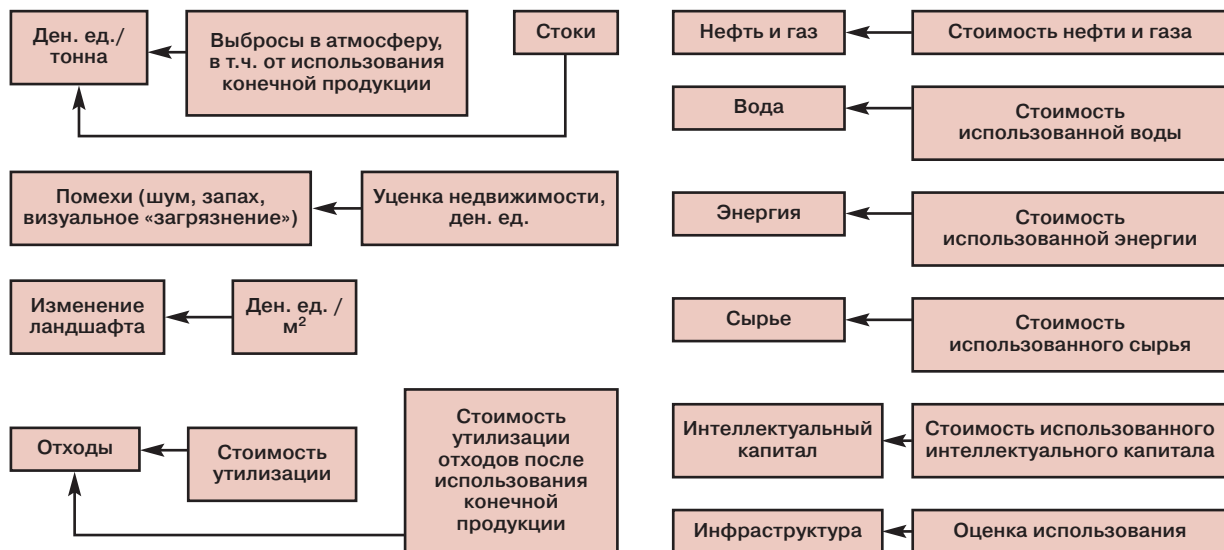 Ден. ед./
тонна
Выбросы в атмосферу,
в т.ч. от использования
конечной продукции
Стоки
Помехи (шум, запах,
визуальное «загрязнение»)
Уценка недвижимости,
ден. ед.
Изменение
ландшафта
Ден. ед. /
м²
Отходы
Стоимость
утилизации
Стоимость
утилизации
отходов после
использования
конечной
продукции
Нефть и газ
Стоимость нефти и газа
Вода
Стоимость
использованной воды
Энергия
Стоимость
использованной энергии
Сырье
Стоимость
использованного сырья
Интеллектуальный
капитал
Стоимость использованного
интеллектуального капитала
Инфраструктура
Оценка использования